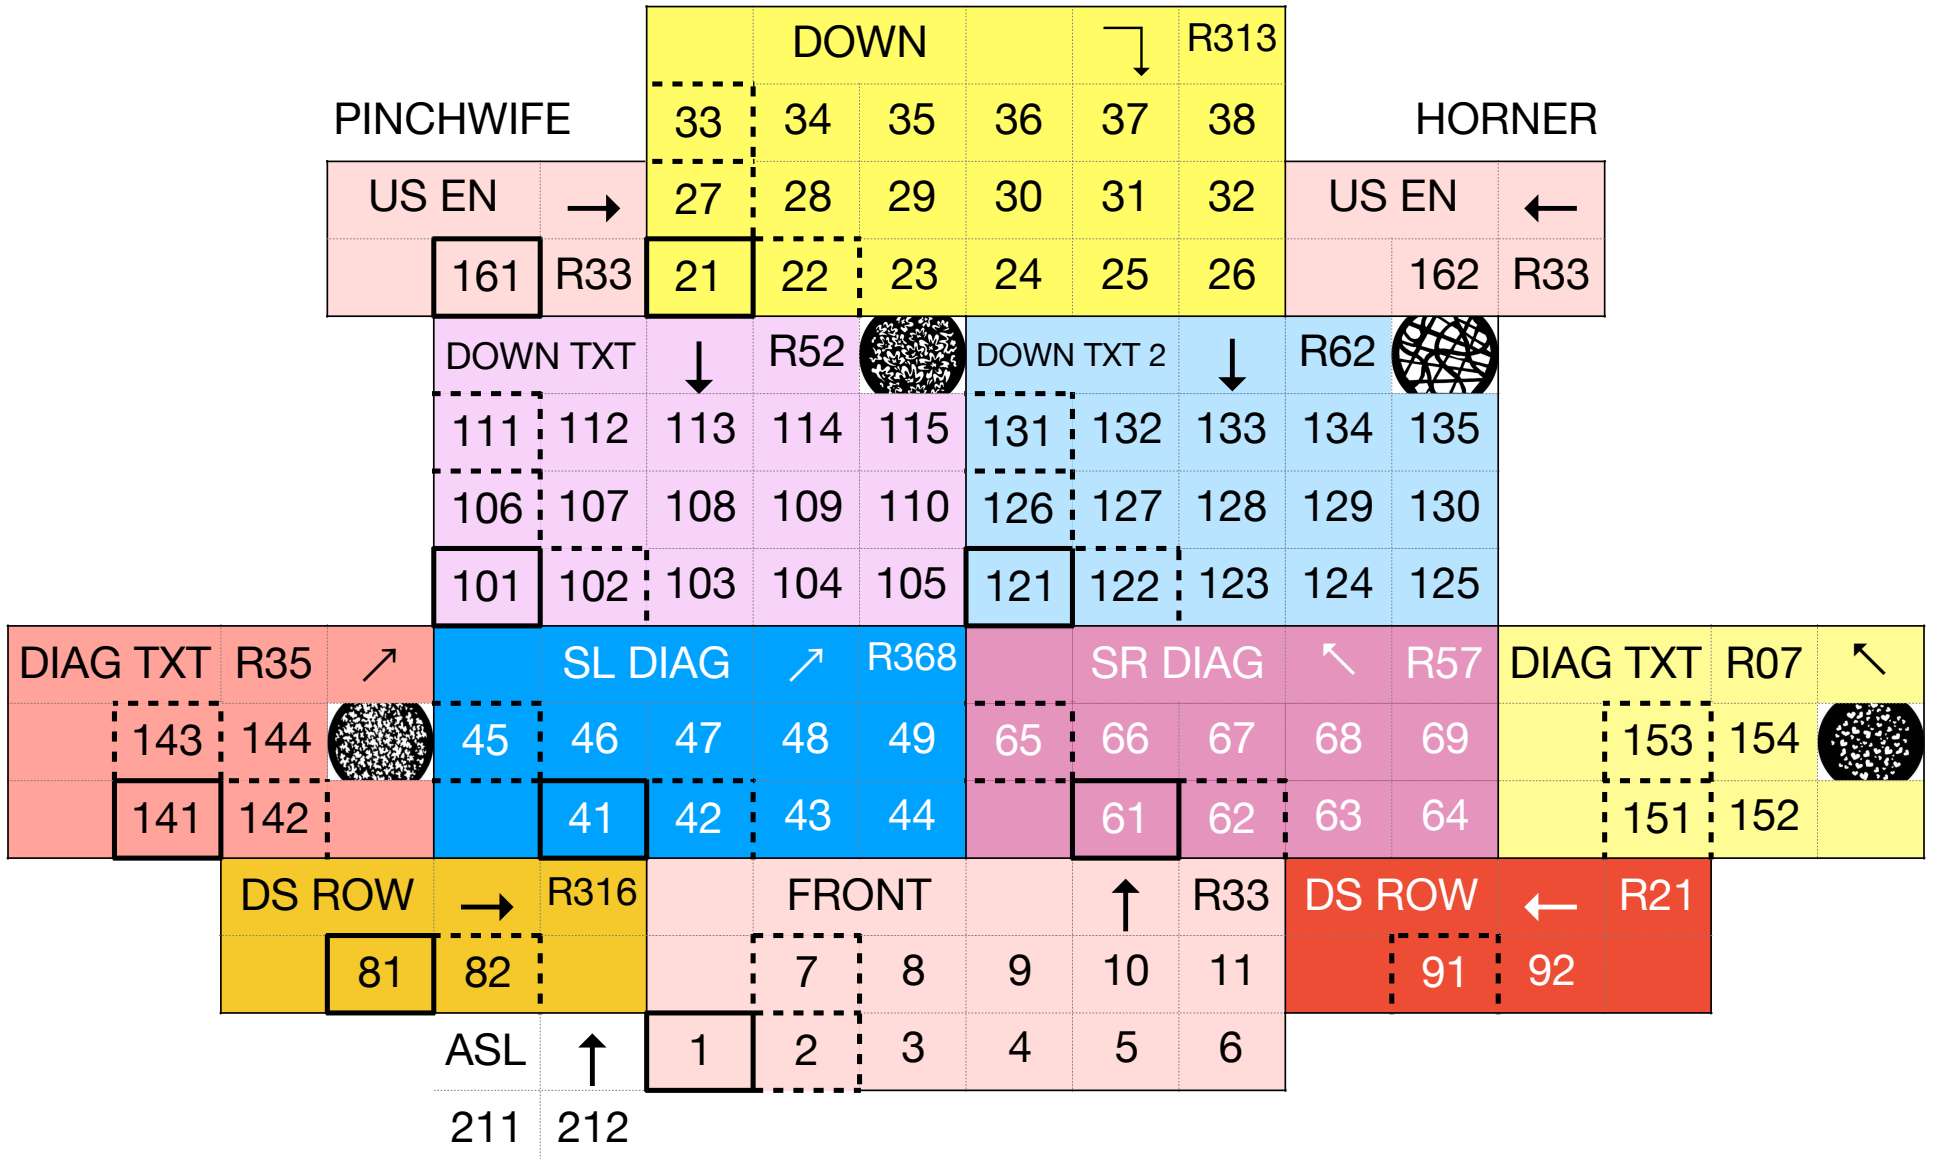 DOWN R313
PINCHWIFE 33 34 35 36 37 38 HORNER
US EN 27 28 29 30 31 32 US EN
161 R33 21 22 23 24 25 26 162 R33
DOWN TXT R52 DOWN TXT 2 R62
111 112 113 114 115 131 132 133 134 135
106 107 108 109 110 126 127 128 129 130
101 102 103 104 105 121 122 123 124 125
DIAG TXT R35 SL DIAG R368 SR DIAG R57 DIAG TXT R07
143 144 45 46 47 48 49 65 66 67 68 69 153 154
141 142 41 42 43 44 61 62 63 64 151 152
DS ROW R316 FRONT R33 DS ROW R21
81 82 7 8 9 10 11 91 92
ASL 1 2 3 4 5 6
211 212